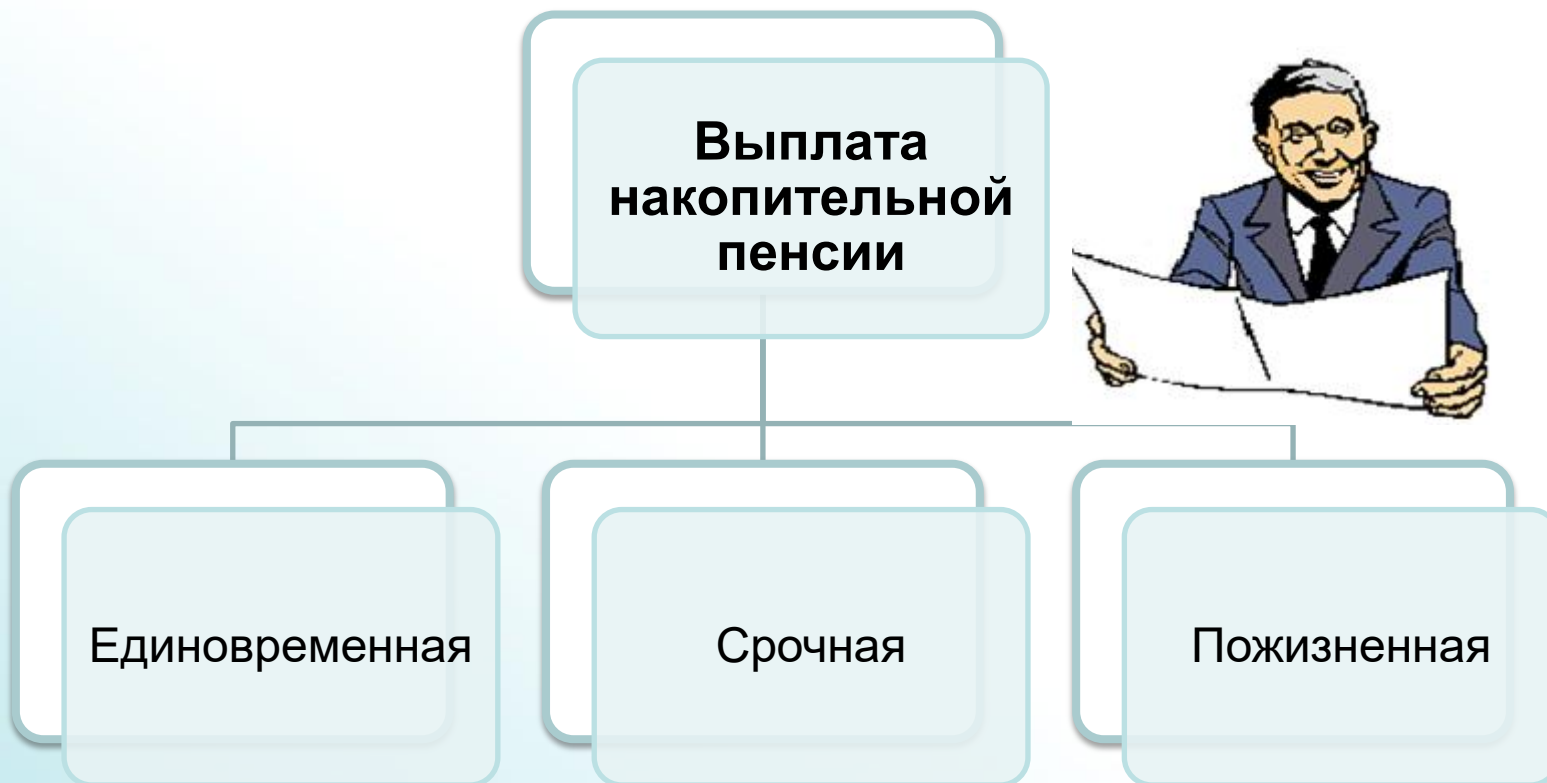 Выплата
накопительной
пенсии
Единовременная
Срочная
Пожизненная